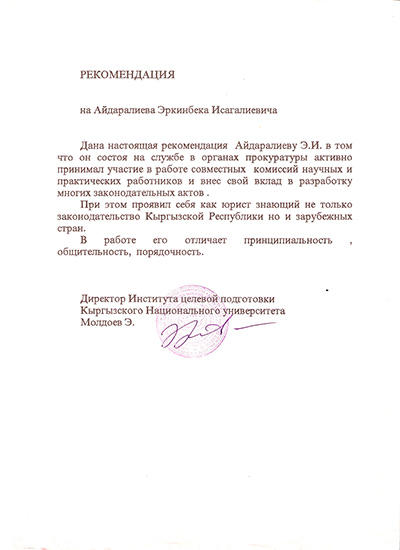 РЕКОМЕНДАЦИЯ
на Айдаралиева Эркинбека Исагалиевича
Дана настоящая рекомендация Айдаралиеву Э.И. в том
что он состоя на службе в органах прокуратуры активно
принимал участие в работе совместных комиссий научных и
практических работников и внес свой вклад в разработку
многих законодательных актов .
При этом проявил себя как юрист знающий не только
законодательство Кыргызской Республики но и зарубежных
стран.
В работе его отличает принципиальность ,
общительность, порядочность.
Директор Института целевой подготовки
Кыргызского Национального университета
Молдоев Э.